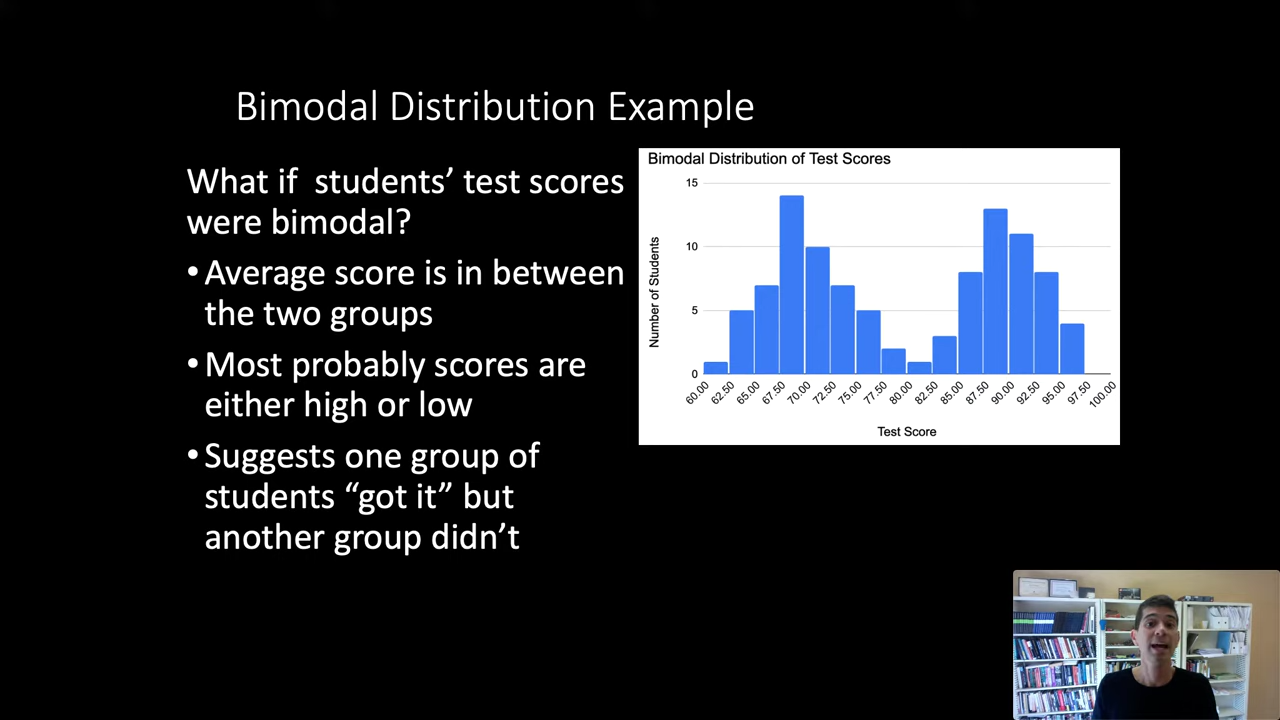 Bimodal Distribution Example
What if students’ test scores
were bimodal?
•Average score is in between
the two groups
•Most probably scores are
either high or low
•Suggests one group of
students “got it” but
another group didn’t
Bimodal Distribution of Test Scores
15
10
5
0
Number of Students
60.00 62.50 65.00 67.50 70.00 72.50 75.00 77.50 80.00 82.50 85.00 87.50 90.00 92.50 95.00 97.50 100.00
Test Score